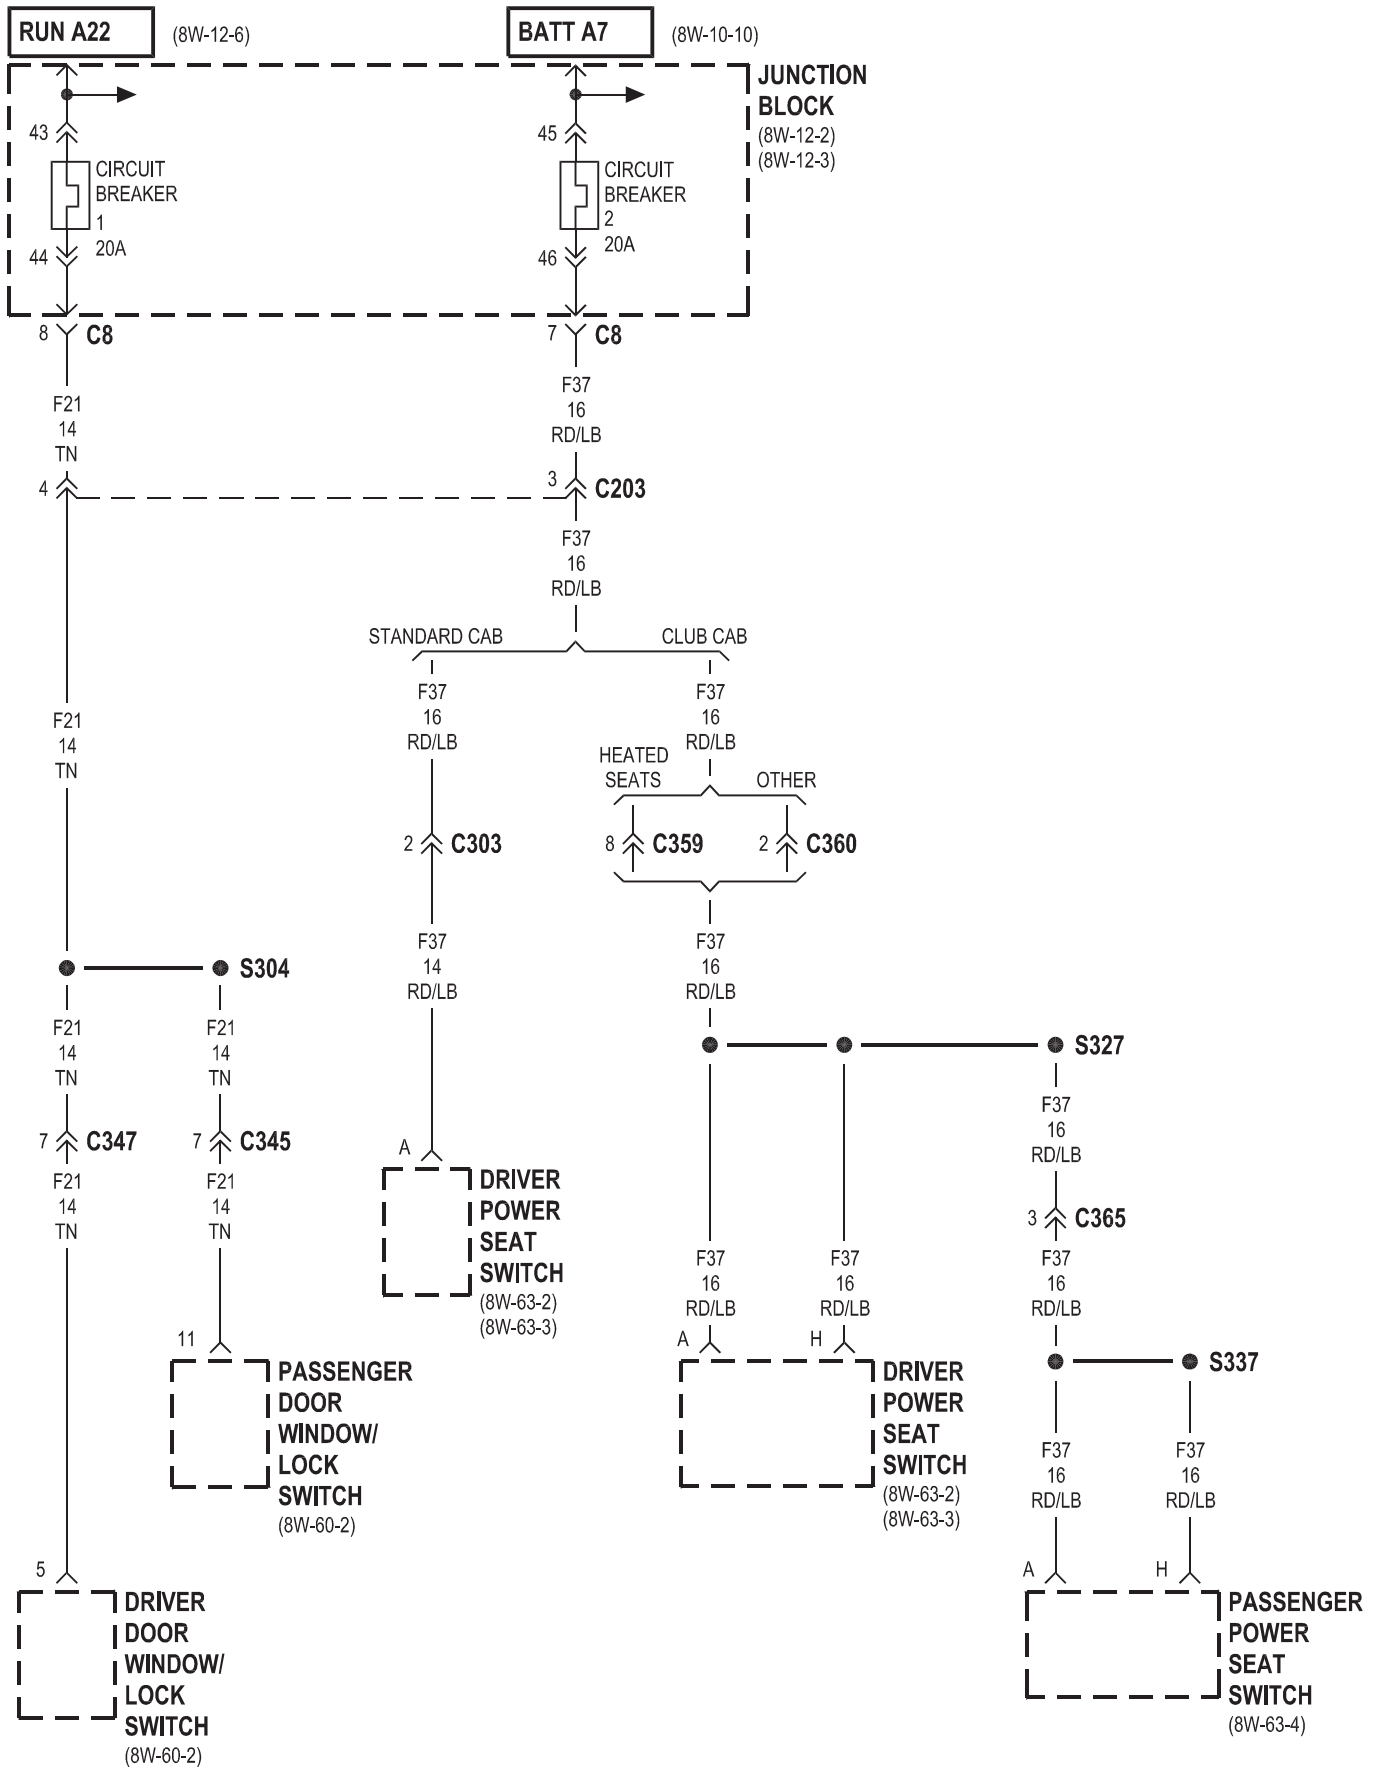 RUN A22
(8W-12-6)
BATT A7
(8W-10-10)
JUNCTION
BLOCK
(8W-12-2)
(8W-12-3)
43
CIRCUIT
BREAKER
1
20A
44
45
CIRCUIT
BREAKER
2
20A
46
8
C8
7
C8
F21
14
TN
F37
16
RD/LB
4
3
C203
F37
16
RD/LB
STANDARD CAB
CLUB CAB
F21
14
TN
F37
16
RD/LB
F37
16
RD/LB
HEATED
SEATS
OTHER
2
C303
8
C359
2
C360
F37
14
RD/LB
F37
16
RD/LB
S304
F21
14
TN
F21
14
TN
S327
F37
16
RD/LB
7
C347
7
C345
A
F21
14
TN
F21
14
TN
DRIVER
POWER
SEAT
SWITCH
(8W-63-2)
(8W-63-3)
3
C365
F37
16
RD/LB
F37
16
RD/LB
F37
16
RD/LB
11
PASSENGER
DOOR
WINDOW/
LOCK
SWITCH
(8W-60-2)
A
H
DRIVER
POWER
SEAT
SWITCH
(8W-63-2)
(8W-63-3)
S337
F37
16
RD/LB
F37
16
RD/LB
5
DRIVER
DOOR
WINDOW/
LOCK
SWITCH
(8W-60-2)
A
H
PASSENGER
POWER
SEAT
SWITCH
(8W-63-4)